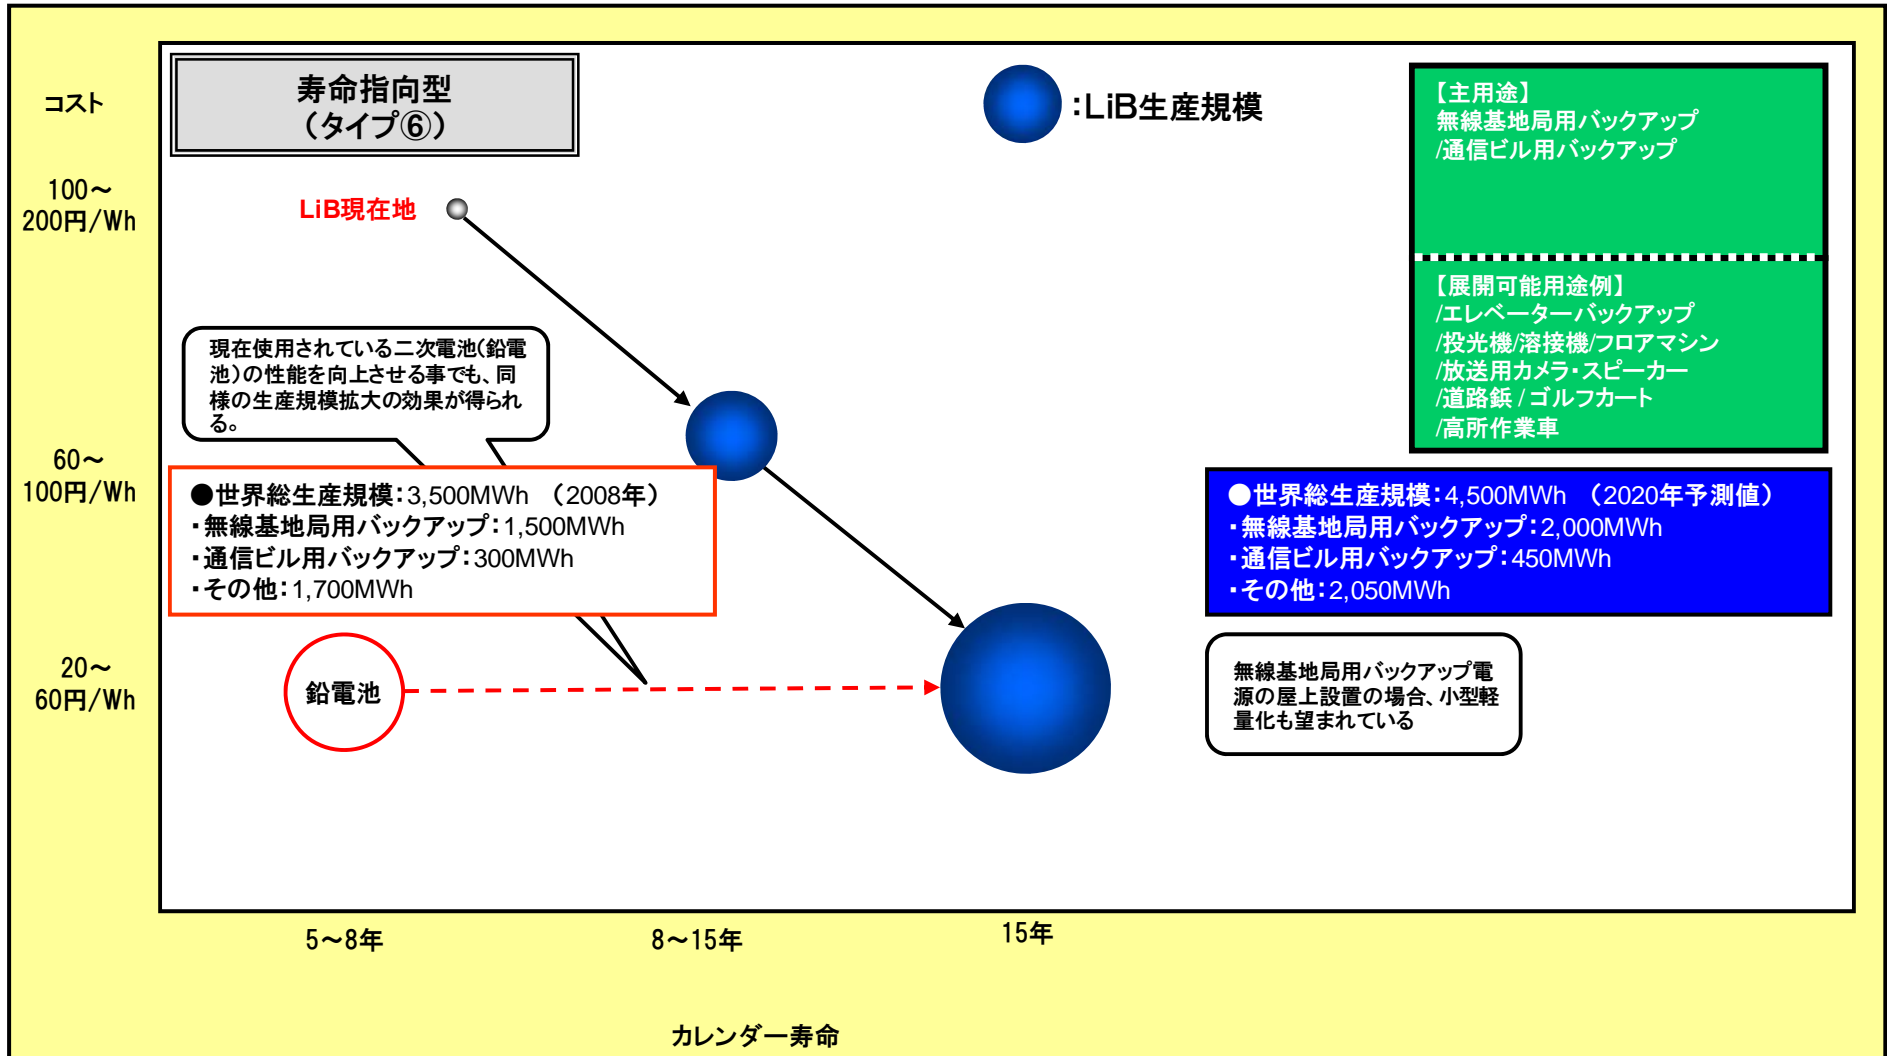 コスト
寿命指向型
（タイプ⑥）
：LiB生産規模
【主用途】
無線基地局用バックアップ
/通信ビル用バックアップ
【展開可能用途例】
/エレベーターバックアップ
/投光機/溶接機/フロアマシン
/放送用カメラ・スピーカー
/道路鋲 / ゴルフカート
/高所作業車
100～
200円/Wh
LiB現在地
現在使用されている二次電池（鉛電
池）の性能を向上させる事でも、同
様の生産規模拡大の効果が得られ
る。
60～
100円/Wh
●世界総生産規模：3,500MWh （2008年）
・無線基地局用バックアップ：1,500MWh
・通信ビル用バックアップ：300MWh
・その他：1,700MWh
●世界総生産規模：4,500MWh （2020年予測値）
・無線基地局用バックアップ：2,000MWh
・通信ビル用バックアップ：450MWh
・その他：2,050MWh
20～
60円/Wh
鉛電池
無線基地局用バックアップ電
源の屋上設置の場合、小型軽
量化も望まれている
5～8年
8～15年
15年
カレンダー寿命